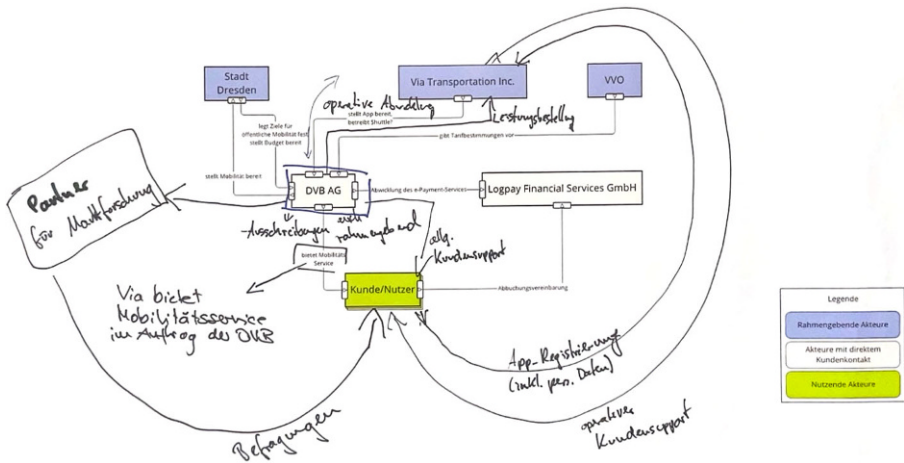 Stadt
Dresden
Via Transportation Inc.
VVO
operative Abwicklung
stellt App bereit,
betreibt Shuttle?
Leistungsbestellung
legt Ziele für
öffentliche Mobilität fest
stellt Budget bereit
gibt Tarifbestimmungen vor
stellt Mobilität bereit
DVB AG
Abwicklung des e-Payment-Services
Logpay Financial Services GmbH
Partner
für Marktforschung
Ausschreibungen
auch
rahmengebend
allg.
Kundensupport
bietet Mobilitäts
Service
Kunde/Nutzer
Abbuchungsvereinbarung
Via bietet
Mobilitätsservice
im Auftrag der DVB
App-Registrierung
(inkl. pers. Daten)
operativer
Kundensupport
Befragungen
Legende
Rahmengebende Akteure
Akteure mit direktem
Kundenkontakt
Nutzende Akteure